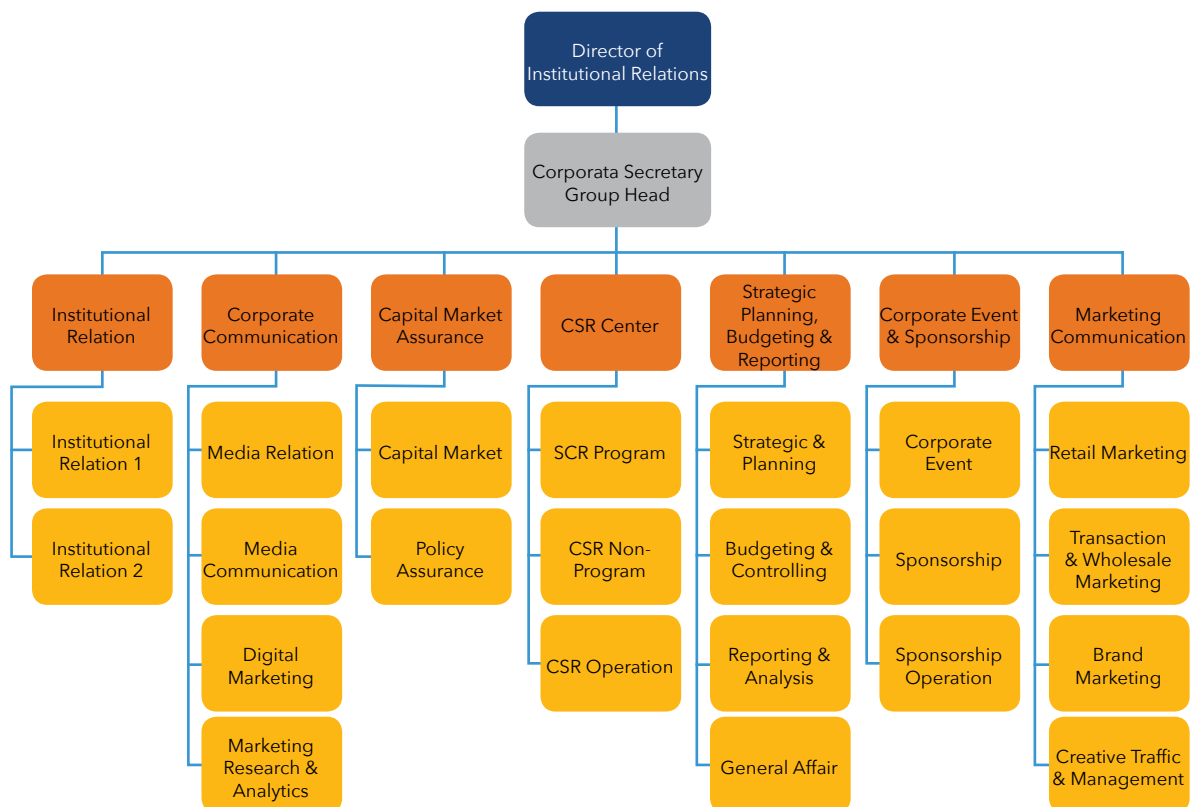 Director of
Institutional Relations
Corporata Secretary
Group Head
Institutional
Relation
Corporate
Communication
Capital Market
Assurance
CSR Center
Strategic
Planning,
Budgeting &
Reporting
Corporate Event
& Sponsorship
Marketing
Communication
Institutional
Relation 1
Institutional
Relation 2
Media Relation
Media
Communication
Digital
Marketing
Marketing
Research &
Analytics
Capital Market
Policy
Assurance
SCR Program
CSR Non-
Program
CSR Operation
Strategic &
Planning
Budgeting &
Controlling
Reporting &
Analysis
General Affair
Corporate
Event
Sponsorship
Sponsorship
Operation
Retail Marketing
Transaction
& Wholesale
Marketing
Brand
Marketing
Creative Traffic
& Management